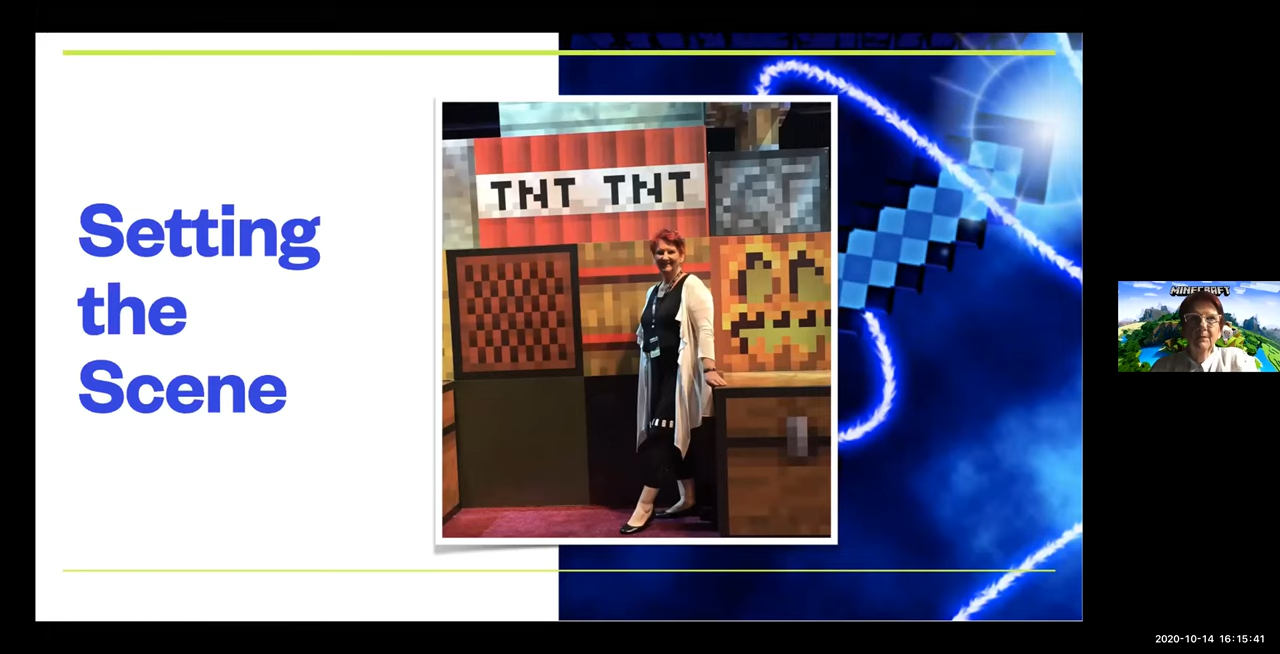 Setting
the
Scene
TNT TNT
MINECRAFT
2020-10-14 16:15:41